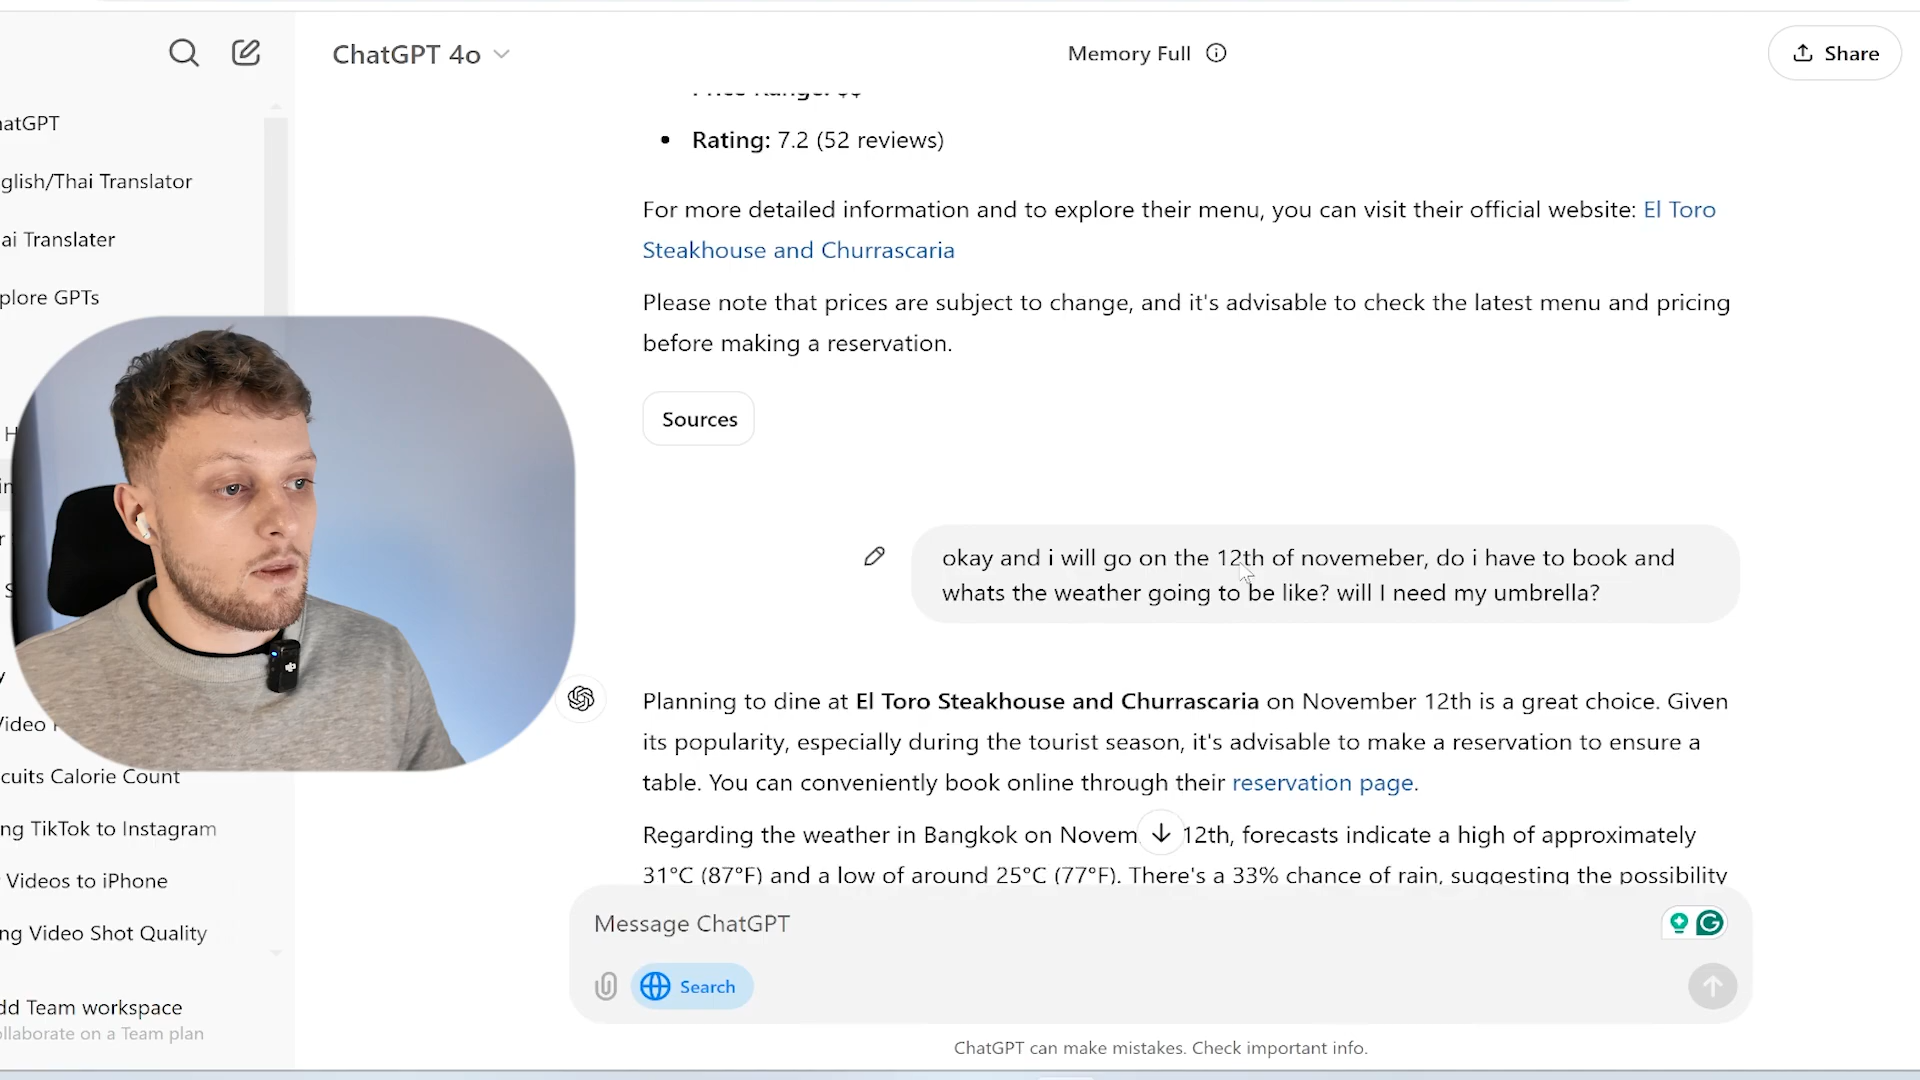 ChatGPT 4o
Memory Full
Share
hatGPT
glish/Thai Translator
ai Translater
plore GPTs
H
in
r
S
y
Video
cuits Calorie Count
ng TikTok to Instagram
Videos to iPhone
ng Video Shot Quality
dd Team workspace
ollaborate on a Team plan
Price Range: $$
• Rating: 7.2 (52 reviews)
For more detailed information and to explore their menu, you can visit their official website: El Toro
Steakhouse and Churrascaria
Please note that prices are subject to change, and it's advisable to check the latest menu and pricing
before making a reservation.
Sources
okay and i will go on the 12th of novemeber, do i have to book and
whats the weather going to be like? will I need my umbrella?
Planning to dine at El Toro Steakhouse and Churrascaria on November 12th is a great choice. Given
its popularity, especially during the tourist season, it's advisable to make a reservation to ensure a
table. You can conveniently book online through their reservation page.
Regarding the weather in Bangkok on Novem 12th, forecasts indicate a high of approximately
31°C (87°F) and a low of around 25°C (77°F). There's a 33% chance of rain, suggesting the possibility
Message ChatGPT
Search
ChatGPT can make mistakes. Check important info.